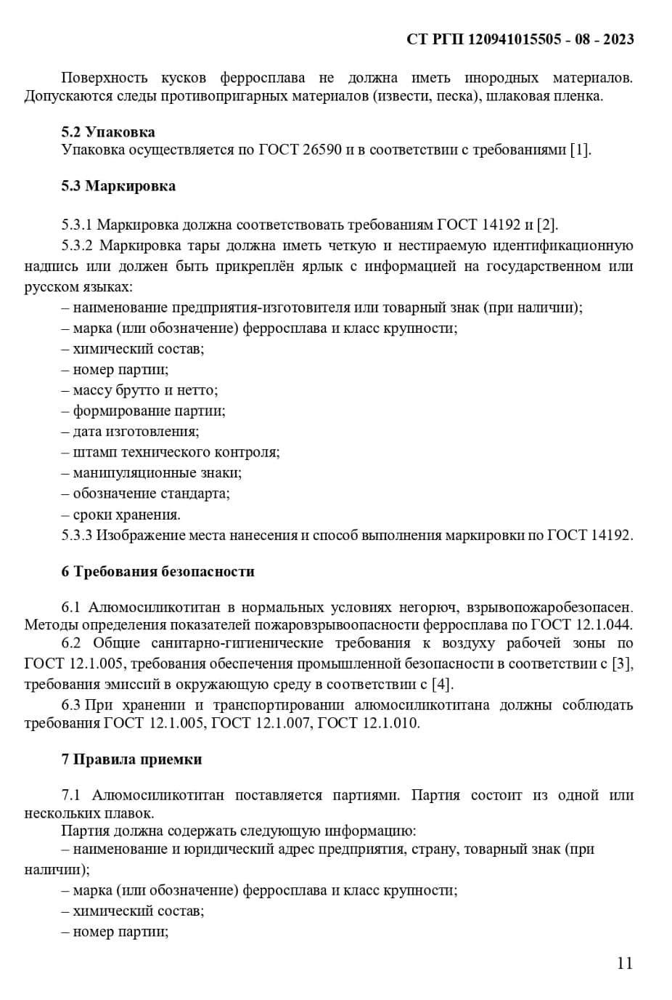 СТ РГП 120941015505 - 08 - 2023
Поверхность кусков ферросплава не должна иметь инородных материалов.
Допускаются следы противопригарных материалов (извести, песка), шлаковая пленка.
5.2 Упаковка
Упаковка осуществляется по ГОСТ 26590 и в соответствии с требованиями [1].
5.3 Маркировка
5.3.1 Маркировка должна соответствовать требованиям ГОСТ 14192 и [2].
5.3.2 Маркировка тары должна иметь четкую и нестираемую идентификационную
надпись или должен быть прикреплён ярлык с информацией на государственном или
русском языках:
– наименование предприятия-изготовителя или товарный знак (при наличии);
– марка (или обозначение) ферросплава и класс крупности;
– химический состав;
– номер партии;
– массу брутто и нетто;
– формирование партии;
– дата изготовления;
– штамп технического контроля;
– манипуляционные знаки;
– обозначение стандарта;
– сроки хранения.
5.3.3 Изображение места нанесения и способ выполнения маркировки по ГОСТ 14192.
6 Требования безопасности
6.1 Алюмосиликотитан в нормальных условиях негорюч, взрывопожаробезопасен.
Методы определения показателей пожаровзрывоопасности ферросплава по ГОСТ 12.1.044.
6.2 Общие санитарно-гигиенические требования к воздуху рабочей зоны по
ГОСТ 12.1.005, требования обеспечения промышленной безопасности в соответствии с [3],
требования эмиссий в окружающую среду в соответствии с [4].
6.3 При хранении и транспортировании алюмосиликотитана должны соблюдать
требования ГОСТ 12.1.005, ГОСТ 12.1.007, ГОСТ 12.1.010.
7 Правила приемки
7.1 Алюмосиликотитан поставляется партиями. Партия состоит из одной или
нескольких плавок.
Партия должна содержать следующую информацию:
– наименование и юридический адрес предприятия, страну, товарный знак (при
наличии);
– марка (или обозначение) ферросплава и класс крупности;
– химический состав;
– номер партии;
11